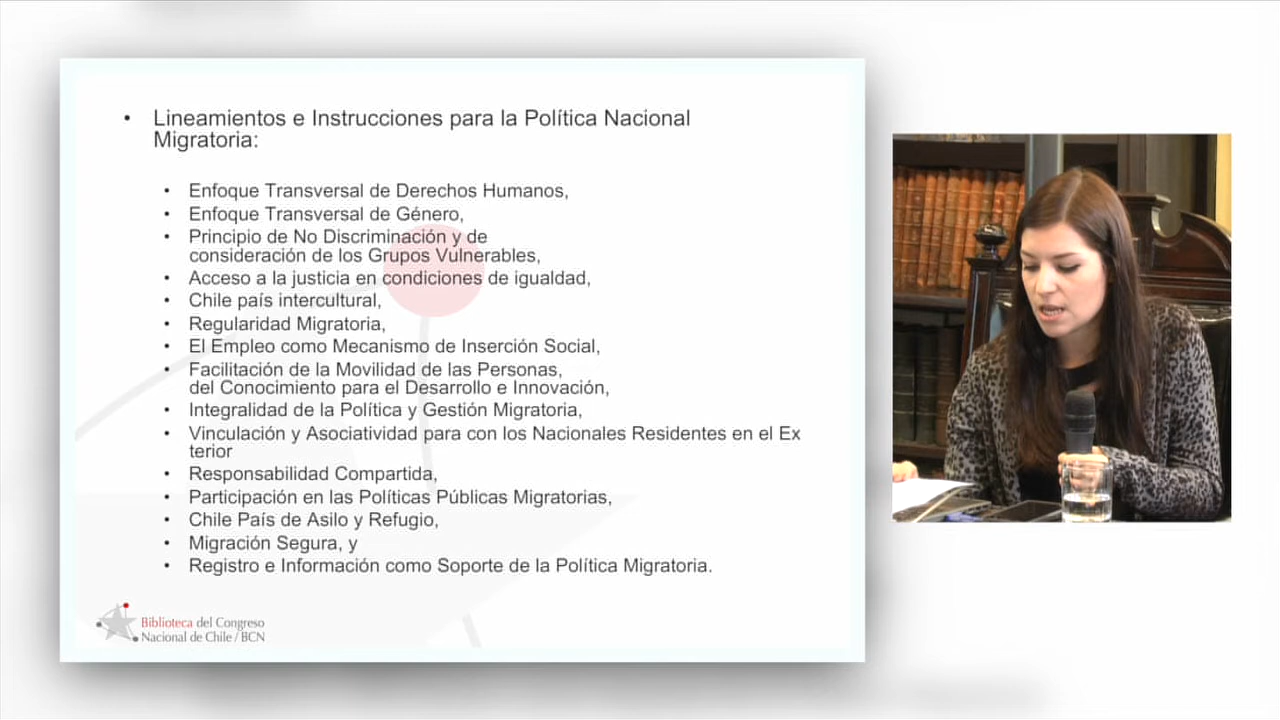 • Lineamientos e Instrucciones para la Política Nacional
Migratoria:
• Enfoque Transversal de Derechos Humanos,
• Enfoque Transversal de Género,
• Principio de No Discriminación y de
consideración de los Grupos Vulnerables,
• Acceso a la justicia en condiciones de igualdad,
• Chile país intercultural,
• Regularidad Migratoria,
• El Empleo como Mecanismo de Inserción Social,
• Facilitación de la Movilidad de las Personas,
del Conocimiento para el Desarrollo e Innovación,
• Integralidad de la Política y Gestión Migratoria,
• Vinculación y Asociatividad para con los Nacionales Residentes en el Ex
terior
• Responsabilidad Compartida,
• Participación en las Políticas Públicas Migratorias,
• Chile País de Asilo y Refugio,
• Migración Segura, y
• Registro e Información como Soporte de la Política Migratoria.
Biblioteca del Congreso
Nacional de Chile / BCN